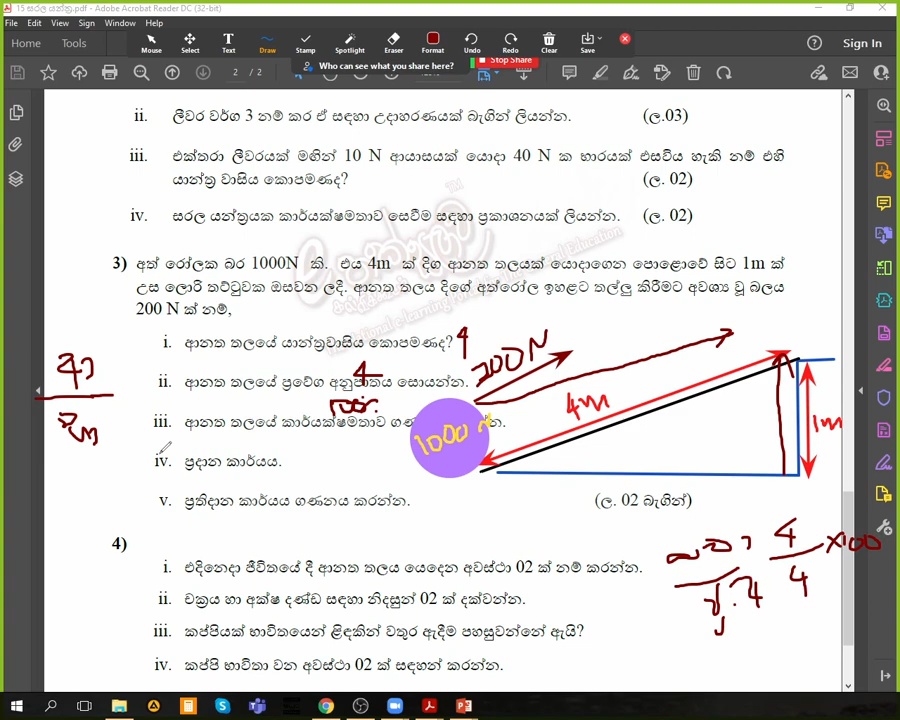 15 සරල යන්ත්‍ර.pdf - Adobe Acrobat Reader DC (32-bit)
File Edit View Sign Window Help
Home Tools
Mouse Select Text Draw Stamp Spotlight Eraser Format Undo Redo Clear Save
Sign In
Who can see what you share here?
Stop Share
2 / 2
ii. ලීවර වර්ග 3 නම් කර ඒ සඳහා උදාහරණයක් බැගින් ලියන්න. (ල.03)
iii. එක්තරා ලීවරයක් මඟින් 10 N ආයාසයක් යොදා 40 N ක භාරයක් එසවිය හැකි නම් එහි
යාන්ත්‍ර වාසිය කොපමණද? (ල. 02)
iv. සරල යන්ත්‍රයක කාර්යක්ෂමතාව සෙවීම සඳහා ප්‍රකාශනයක් ලියන්න. (ල. 02)
3) අත් රෝලක බර 1000N කි. එය 4m ක් දිග ආනත තලයක් යොදාගෙන පොළොවේ සිට 1m ක්
උස ලොරි තට්ටුවක ඔසවන ලදී. ආනත තලය දිගේ අත්රෝල ඉහළට තල්ලු කිරීමට අවශ්‍ය වූ බලය
200 N ක් නම්,
i. ආනත තලයේ යාන්ත්‍රවාසිය කොපමණද? 4
200N
ii. ආනත තලයේ ප්‍රවේග අනුපාතය සොයන්න.
4
4m
1m
iii. ආනත තලයේ කාර්යක්ෂමතාව
1000 N
iv. ප්‍රදාන කාර්යය.
v. ප්‍රතිදාන කාර්යය ගණනය කරන්න. (ල. 02 බැගින්)
4)
4 ×100
4
i. එදිනෙදා ජීවිතයේ දී ආනත තලය යෙදෙන අවස්ථා 02 ක් නම් කරන්න.
ii. චක්‍රය හා අක්ෂ දණ්ඩ සඳහා නිදසුන් 02 ක් දක්වන්න.
iii. කප්පියක් භාවිතයෙන් ළිඳකින් වතුර ඇදීම පහසුවන්නේ ඇයි?
iv. කප්පි භාවිතා වන අවස්ථා 02 ක් සඳහන් කරන්න.